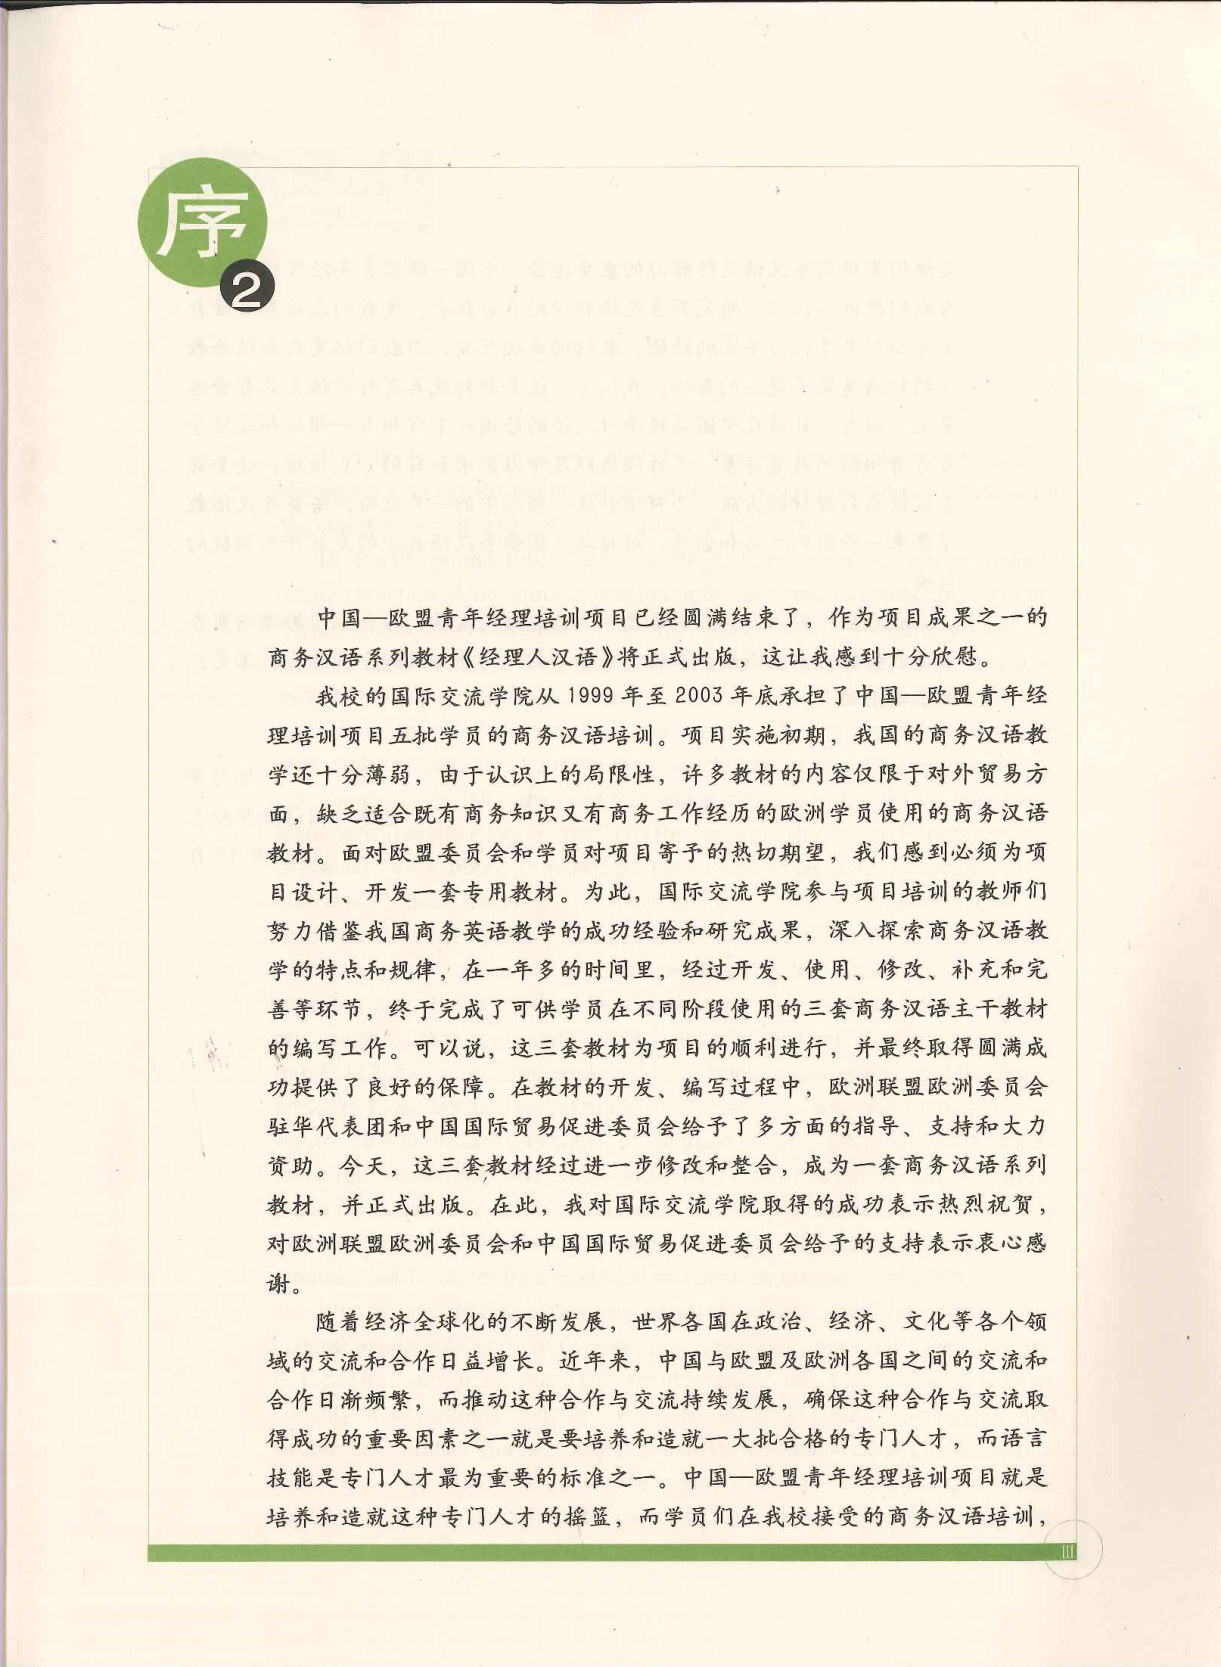 序
2
中国—欧盟青年经理培训项目已经圆满结束了，作为项目成果之一的
商务汉语系列教材《经理人汉语》将正式出版，这让我感到十分欣慰。
我校的国际交流学院从 1999 年至 2003 年底承担了中国—欧盟青年经
理培训项目五批学员的商务汉语培训。项目实施初期，我国的商务汉语教
学还十分薄弱，由于认识上的局限性，许多教材的内容仅限于对外贸易方
面，缺乏适合既有商务知识又有商务工作经历的欧洲学员使用的商务汉语
教材。面对欧盟委员会和学员对项目寄予的热切期望，我们感到必须为项
目设计、开发一套专用教材。为此，国际交流学院参与项目培训的教师们
努力借鉴我国商务英语教学的成功经验和研究成果，深入探索商务汉语教
学的特点和规律，在一年多的时间里，经过开发、使用、修改、补充和完
善等环节，终于完成了可供学员在不同阶段使用的三套商务汉语主干教材
的编写工作。可以说，这三套教材为项目的顺利进行，并最终取得圆满成
功提供了良好的保障。在教材的开发、编写过程中，欧洲联盟欧洲委员会
驻华代表团和中国国际贸易促进委员会给予了多方面的指导、支持和大力
资助。今天，这三套教材经过进一步修改和整合，成为一套商务汉语系列
教材，并正式出版。在此，我对国际交流学院取得的成功表示热烈祝贺，
对欧洲联盟欧洲委员会和中国国际贸易促进委员会给予的支持表示衷心感
谢。
随着经济全球化的不断发展，世界各国在政治、经济、文化等各个领
域的交流和合作日益增长。近年来，中国与欧盟及欧洲各国之间的交流和
合作日渐频繁，而推动这种合作与交流持续发展，确保这种合作与交流取
得成功的重要因素之一就是要培养和造就一大批合格的专门人才，而语言
技能是专门人才最为重要的标准之一。中国—欧盟青年经理培训项目就是
培养和造就这种专门人才的摇篮，而学员们在我校接受的商务汉语培训，
III